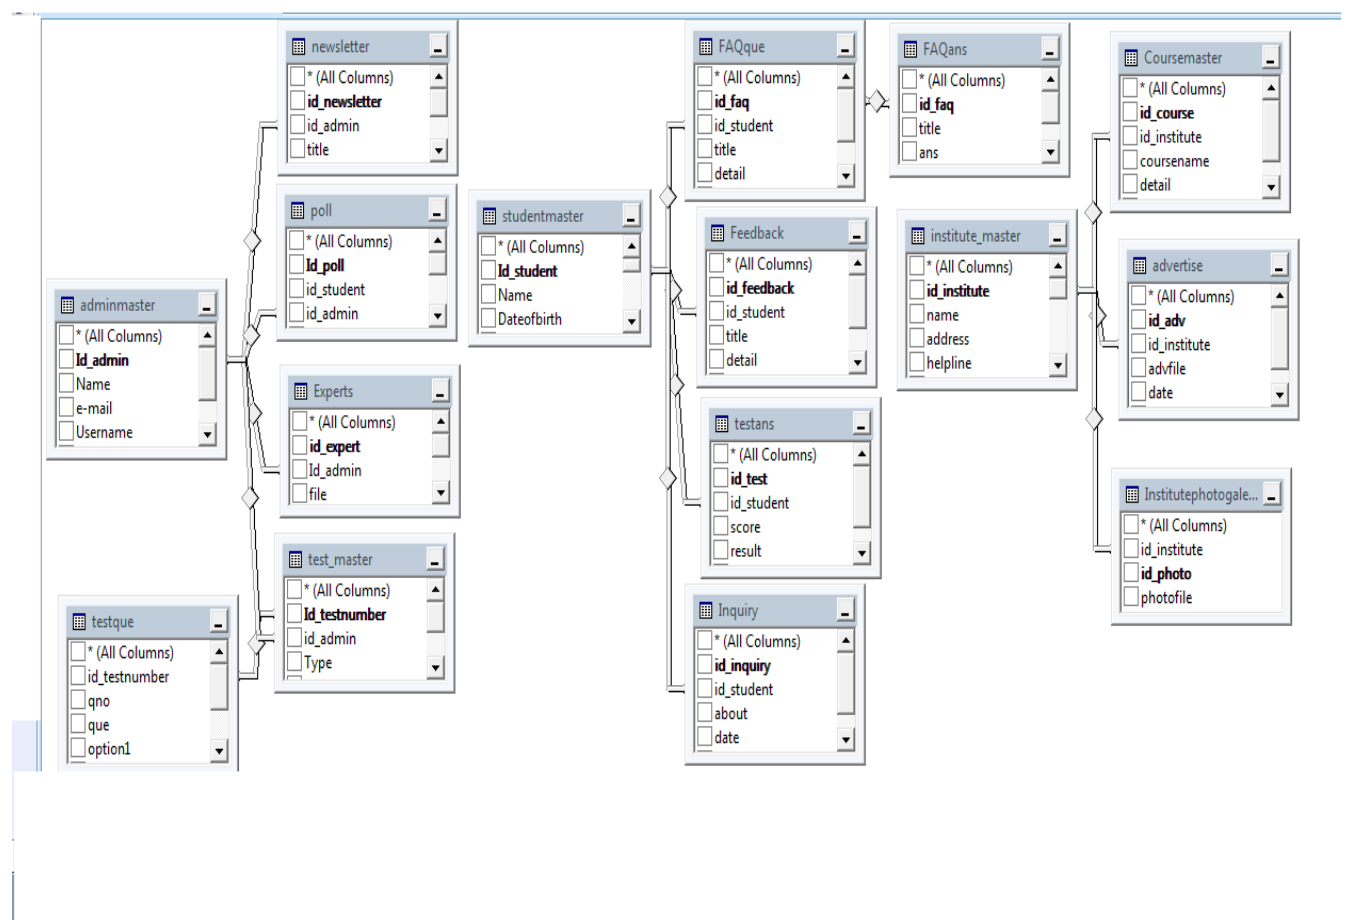 newsletter
* (All Columns)
id_newsletter
id_admin
title
poll
* (All Columns)
Id_poll
id_student
id_admin
adminmaster
* (All Columns)
Id_admin
Name
e-mail
Username
Experts
* (All Columns)
id_expert
Id_admin
file
test_master
* (All Columns)
Id_testnumber
id_admin
Type
testque
* (All Columns)
id_testnumber
qno
que
option1
studentmaster
* (All Columns)
Id_student
Name
Dateofbirth
FAQque
* (All Columns)
id_faq
id_student
title
detail
FAQans
* (All Columns)
id_faq
title
ans
Feedback
* (All Columns)
id_feedback
id_student
title
detail
testans
* (All Columns)
id_test
id_student
score
result
Inquiry
* (All Columns)
id_inquiry
id_student
about
date
institute_master
* (All Columns)
id_institute
name
address
helpline
Coursemaster
* (All Columns)
id_course
id_institute
coursename
detail
advertise
* (All Columns)
id_adv
id_institute
advfile
date
Institutephotogale...
* (All Columns)
id_institute
id_photo
photofile